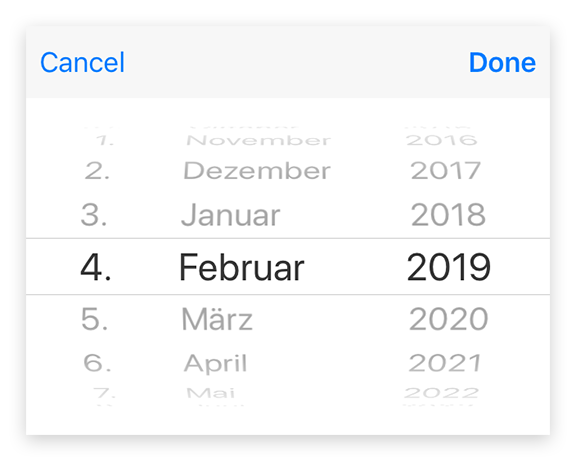 Cancel Done
1. November 2016
2. Dezember 2017
3. Januar 2018
4. Februar 2019
5. März 2020
6. April 2021
7. Mai 2022